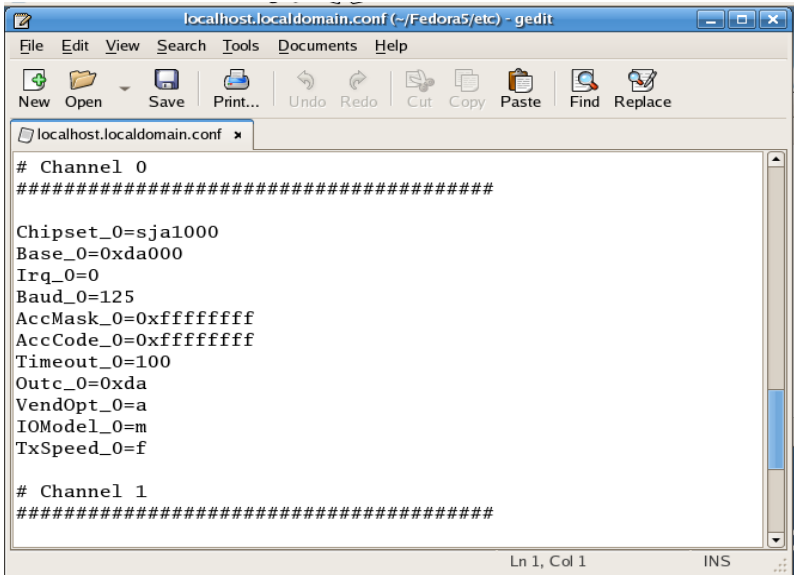 localhost.localdomain.conf (~/Fedora5/etc) - gedit
File Edit View Search Tools Documents Help
New Open Save Print... Undo Redo Cut Copy Paste Find Replace
localhost.localdomain.conf
# Channel 0
########################################
Chipset_0=sja1000
Base_0=0xda000
Irq_0=0
Baud_0=125
AccMask_0=0xffffffff
AccCode_0=0xffffffff
Timeout_0=100
Outc_0=0xda
VendOpt_0=a
IOModel_0=m
TxSpeed_0=f
# Channel 1
########################################
Ln 1, Col 1 INS